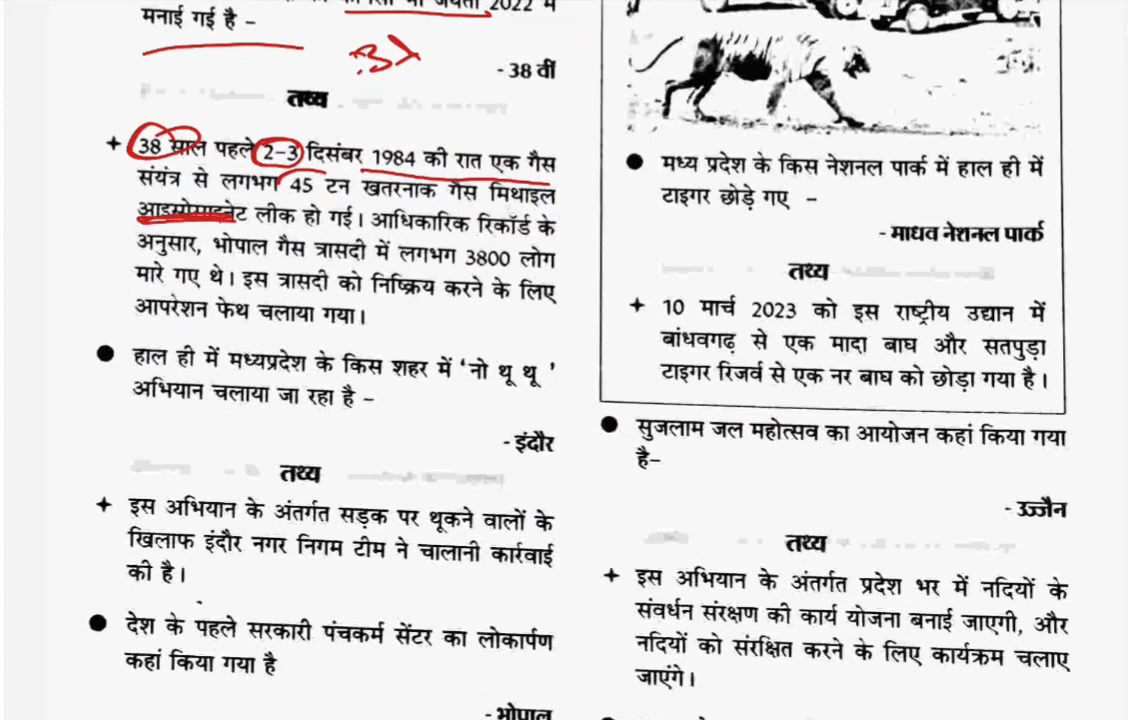 जयंती 2022 में
मनाई गई है –
- 38 वीं
तथ्य
+ 38 साल पहले 2–3 दिसंबर 1984 की रात एक गैस
संयंत्र से लगभग 45 टन खतरनाक गैस मिथाइल
आइसोसाइनेट लीक हो गई। आधिकारिक रिकॉर्ड के
अनुसार, भोपाल गैस त्रासदी में लगभग 3800 लोग
मारे गए थे। इस त्रासदी को निष्क्रिय करने के लिए
आपरेशन फेथ चलाया गया।
● हाल ही में मध्यप्रदेश के किस शहर में ‘नो थू थू ’
अभियान चलाया जा रहा है –
- इंदौर
तथ्य
+ इस अभियान के अंतर्गत सड़क पर थूकने वालों के
खिलाफ इंदौर नगर निगम टीम ने चालानी कार्रवाई
की है।
● देश के पहले सरकारी पंचकर्म सेंटर का लोकार्पण
कहां किया गया है
- भोपाल
● मध्य प्रदेश के किस नेशनल पार्क में हाल ही में
टाइगर छोड़े गए –
- माधव नेशनल पार्क
तथ्य
+ 10 मार्च 2023 को इस राष्ट्रीय उद्यान में
बांधवगढ़ से एक मादा बाघ और सतपुड़ा
टाइगर रिजर्व से एक नर बाघ को छोड़ा गया है।
● सुजलाम जल महोत्सव का आयोजन कहां किया गया
है–
- उज्जैन
तथ्य
+ इस अभियान के अंतर्गत प्रदेश भर में नदियों के
संवर्धन संरक्षण की कार्य योजना बनाई जाएगी, और
नदियों को संरक्षित करने के लिए कार्यक्रम चलाए
जाएंगे।